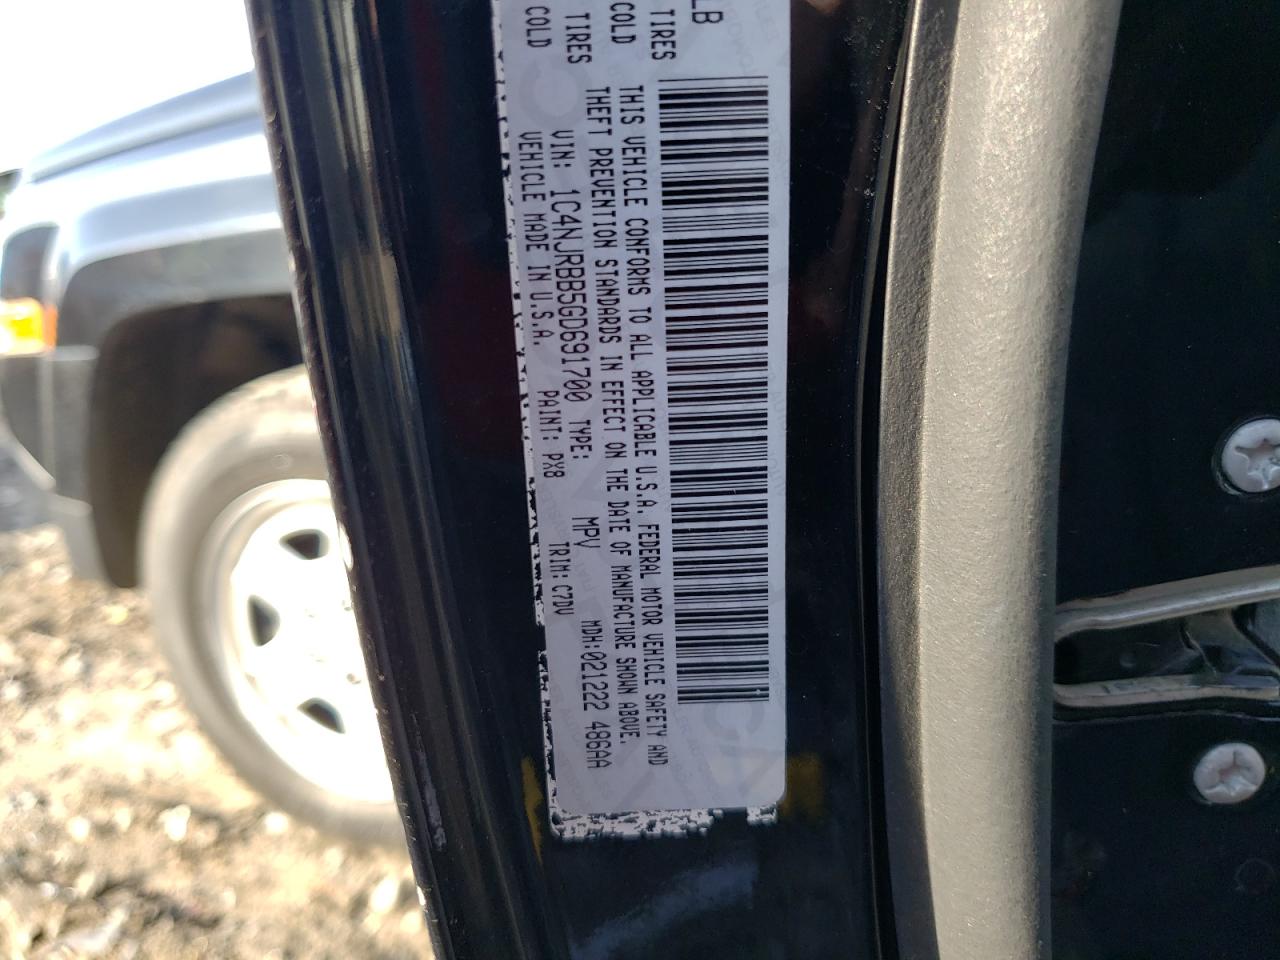 LB
TIRES COLD
TIRES COLD
THIS VEHICLE CONFORMS TO ALL APPLICABLE U.S.A. FEDERAL MOTOR VEHICLE SAFETY AND
THEFT PREVENTION STANDARDS IN EFFECT ON THE DATE OF MANUFACTURE SHOWN ABOVE.
VIN: 1C4NJRBB5GD691700 TYPE: MPV MDH:021222 486AA
VEHICLE MADE IN U.S.A. PAINT: PX8 TRIM: C7DV